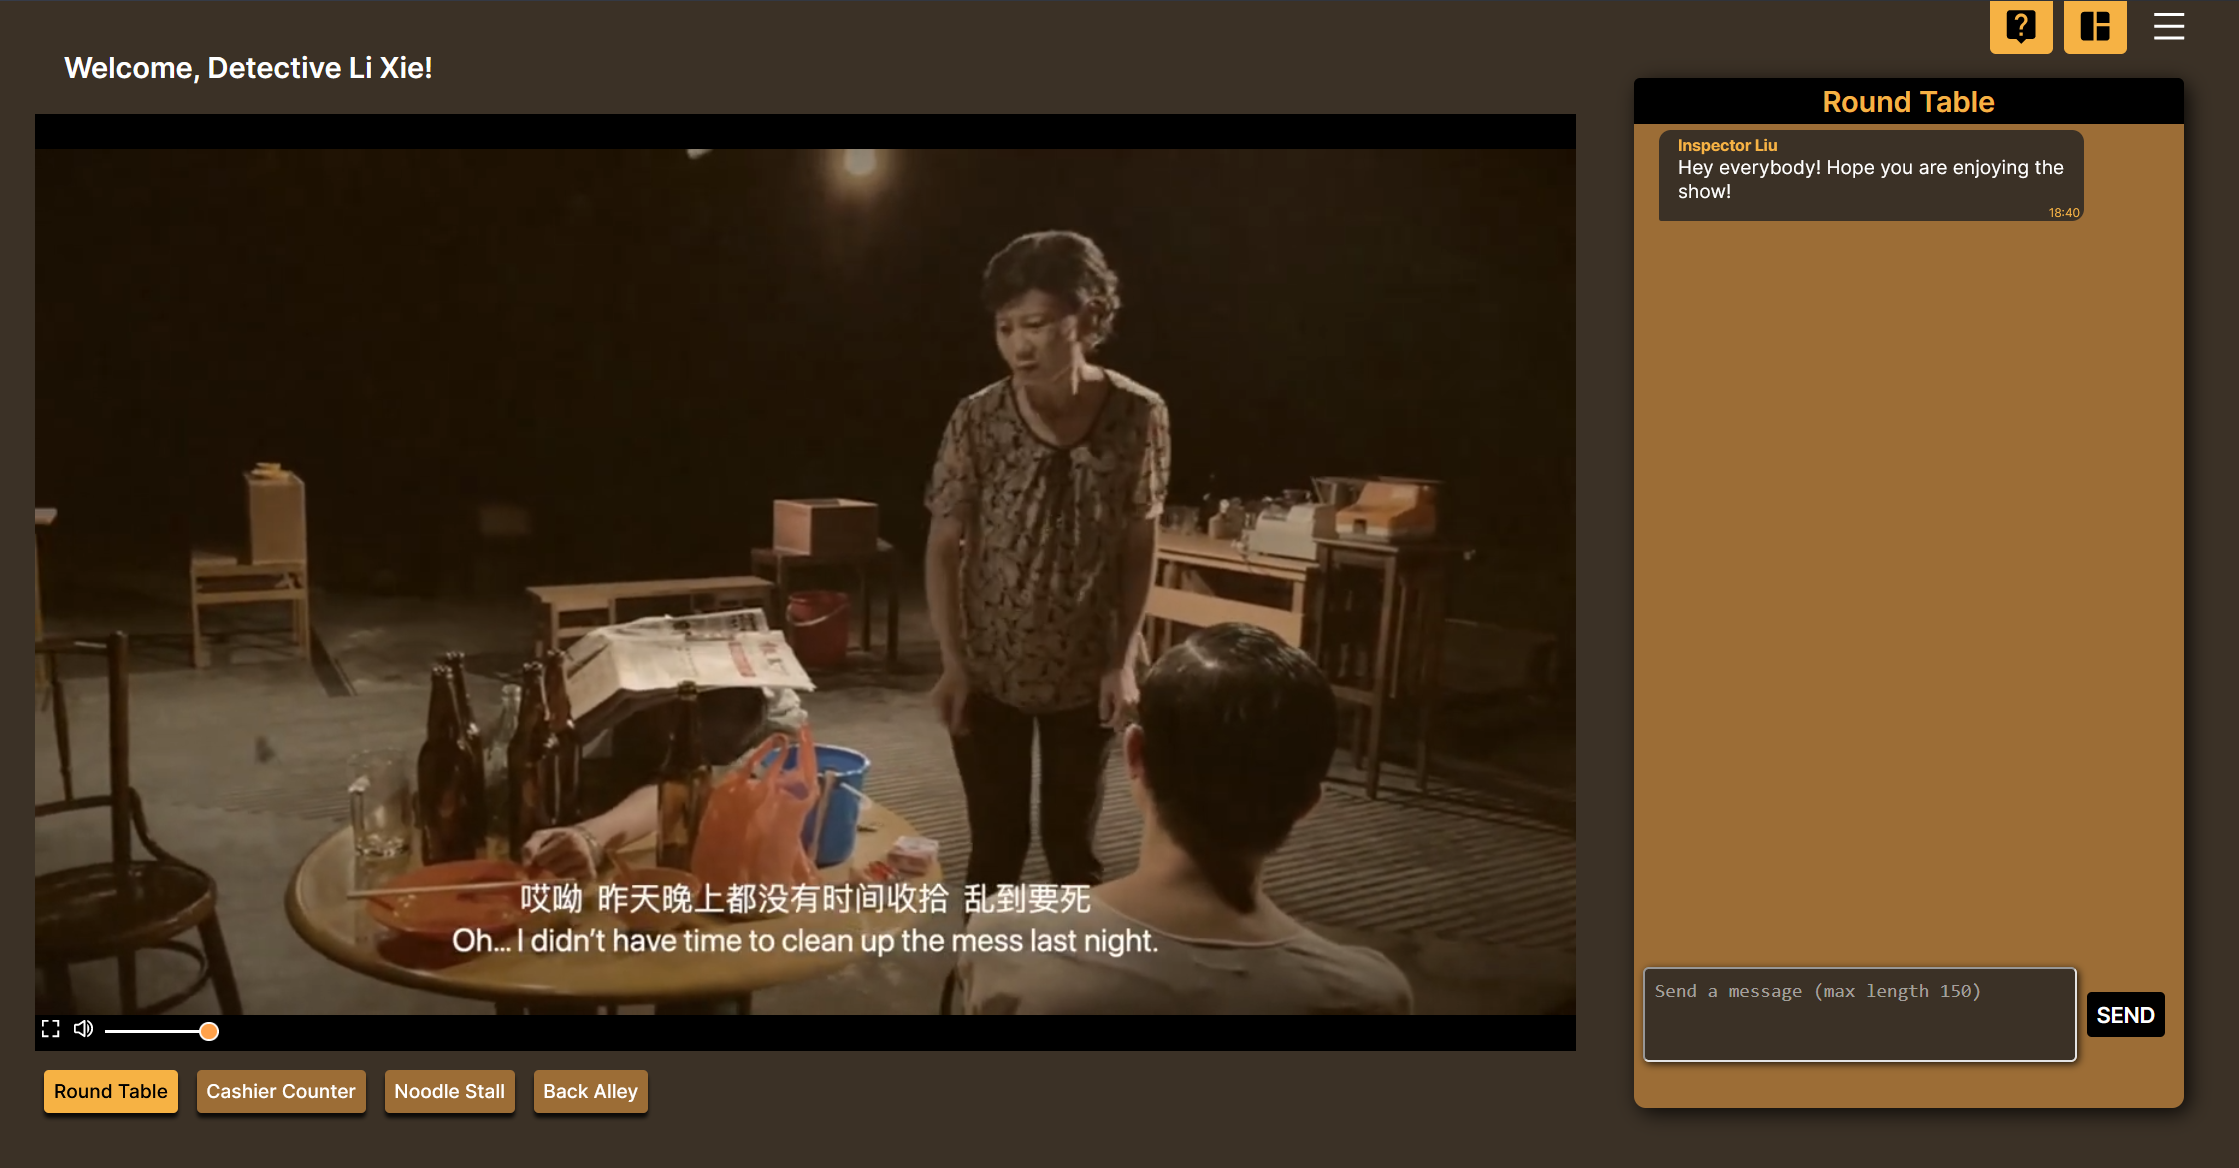 Welcome, Detective Li Xie!
哎呦 昨天晚上都没有时间收拾 乱到要死
Oh... I didn't have time to clean up the mess last night.
Round Table
Cashier Counter
Noodle Stall
Back Alley
Round Table
Inspector Liu
Hey everybody! Hope you are enjoying the
show!
18:40
Send a message (max length 150)
SEND